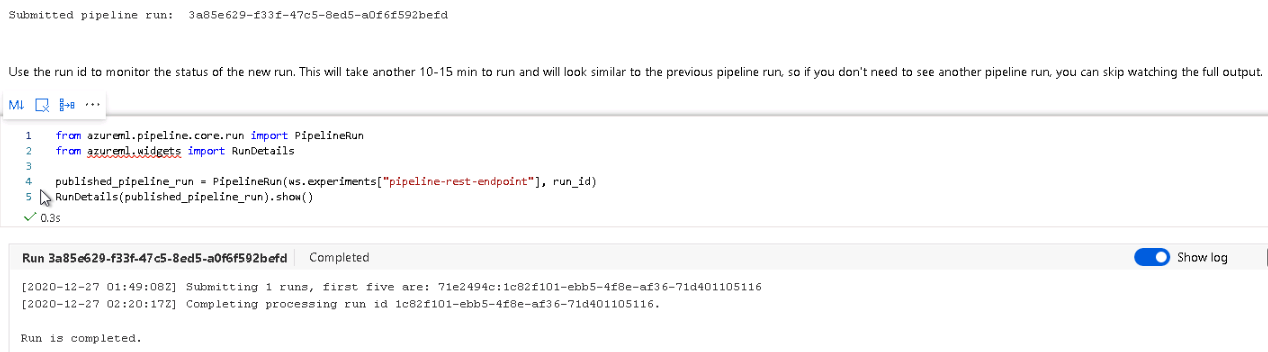 Submitted pipeline run:  3a85e629-f33f-47c5-8ed5-a0f6f592befd
Use the run id to monitor the status of the new run. This will take another 10-15 min to run and will look similar to the previous pipeline run, so if you don't need to see another pipeline run, you can skip watching the full output.
M↓ ···
1 from azureml.pipeline.core.run import PipelineRun
2 from azureml.widgets import RunDetails
3
4 published_pipeline_run = PipelineRun(ws.experiments["pipeline-rest-endpoint"], run_id)
5 RunDetails(published_pipeline_run).show()
0.3s
Run 3a85e629-f33f-47c5-8ed5-a0f6f592befd Completed Show log
[2020-12-27 01:49:08Z] Submitting 1 runs, first five are: 71e2494c:1c82f101-ebb5-4f8e-af36-71d401105116
[2020-12-27 02:20:17Z] Completing processing run id 1c82f101-ebb5-4f8e-af36-71d401105116.
Run is completed.